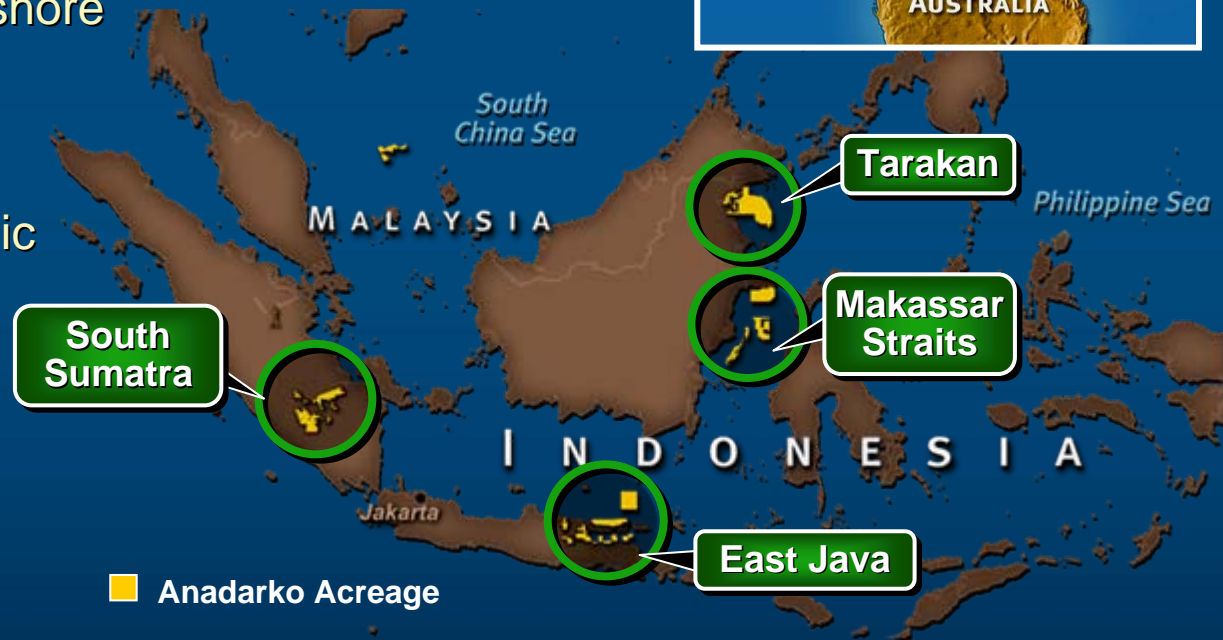 shore
AUSTRALIA
South
China Sea
Tarakan
Philippine Sea
MALAYSIA
ic
Makassar
Straits
South
Sumatra
INDONESIA
Jakarta
East Java
Anadarko Acreage